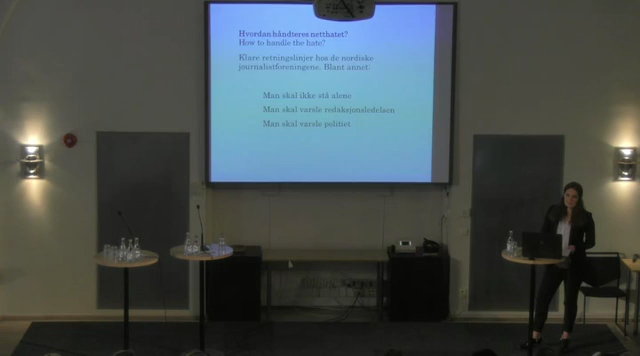 Hvordan håndteres netthatet?
How to handle the hate?
Klare retningslinjer hos de nordiske
journalistforeningene. Blant annet:
Man skal ikke stå alene
Man skal varsle redaksjonsledelsen
Man skal varsle politiet